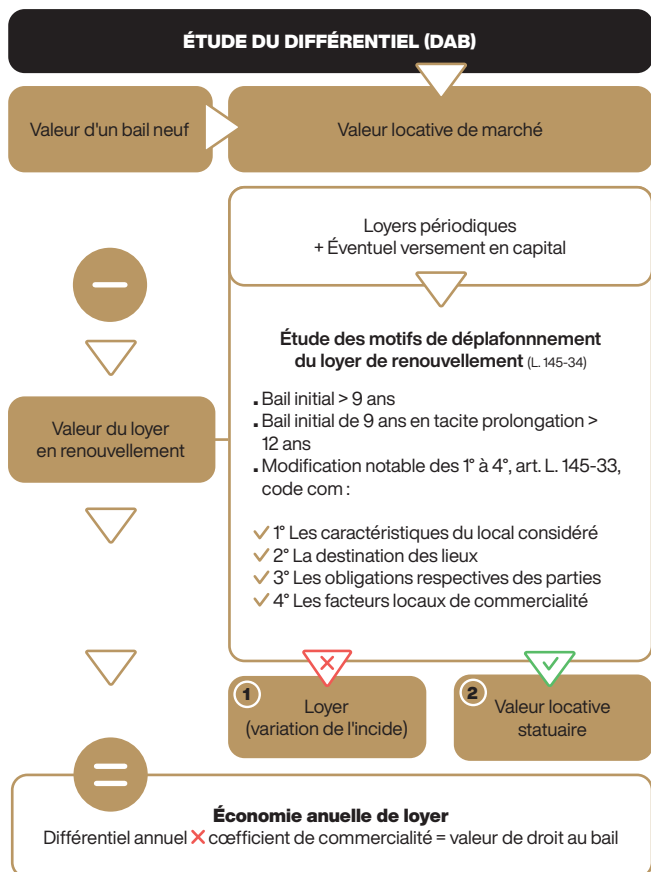 ÉTUDE DU DIFFÉRENTIEL (DAB)
Valeur d'un bail neuf
Valeur locative de marché
Loyers périodiques
+ Éventuel versement en capital
Étude des motifs de déplafonnnement
du loyer de renouvellement (L. 145-34)
. Bail initial > 9 ans
. Bail initial de 9 ans en tacite prolongation >
12 ans
. Modification notable des 1° à 4°, art. L. 145-33,
code com :
1° Les caractéristiques du local considéré
2° La destination des lieux
3° Les obligations respectives des parties
4° Les facteurs locaux de commercialité
Valeur du loyer
en renouvellement
1
Loyer
(variation de l'incide)
2
Valeur locative
statuaire
Économie annuelle de loyer
Différentiel annuel × cœfficient de commercialité = valeur de droit au bail